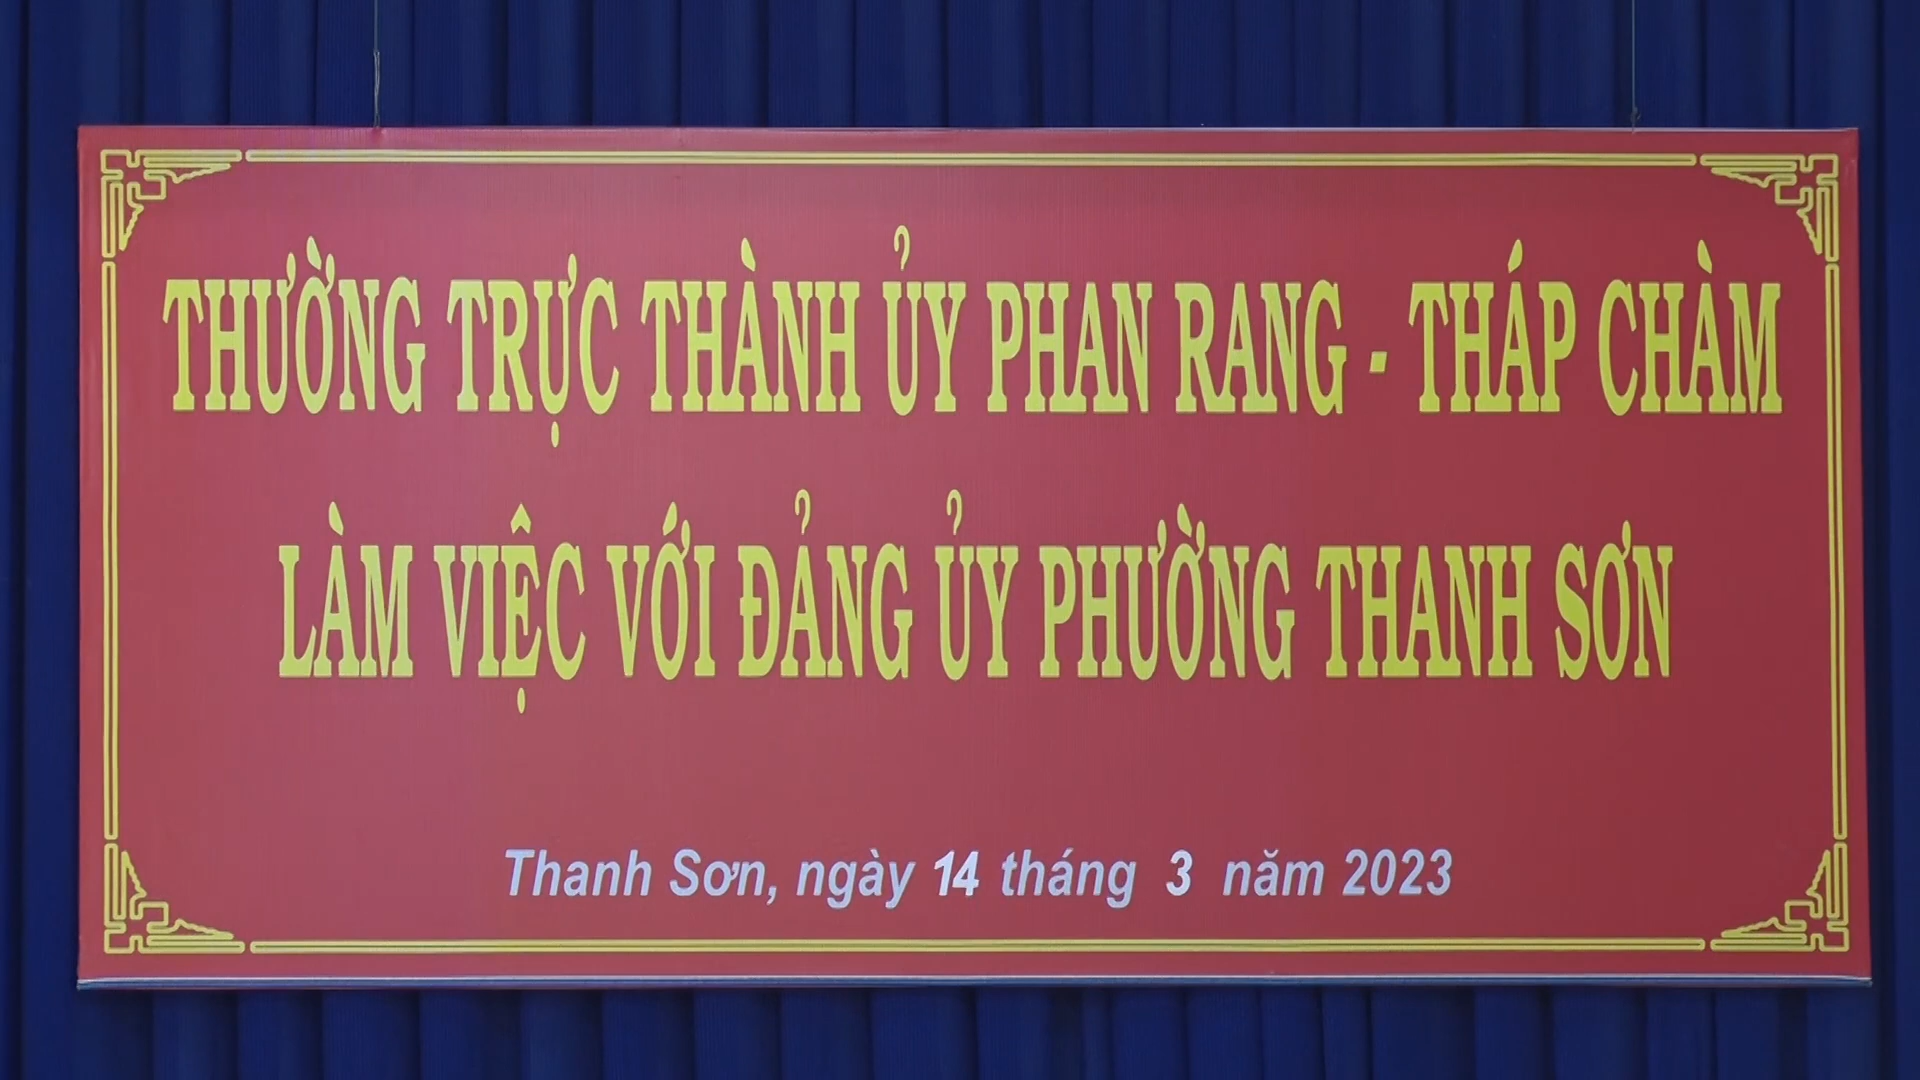 THƯỜNG TRỰC THÀNH ỦY PHAN RANG - THÁP CHÀM
LÀM VIỆC VỚI ĐẢNG ỦY PHƯỜNG THANH SƠN
Thanh Sơn, ngày 14 tháng 3 năm 2023